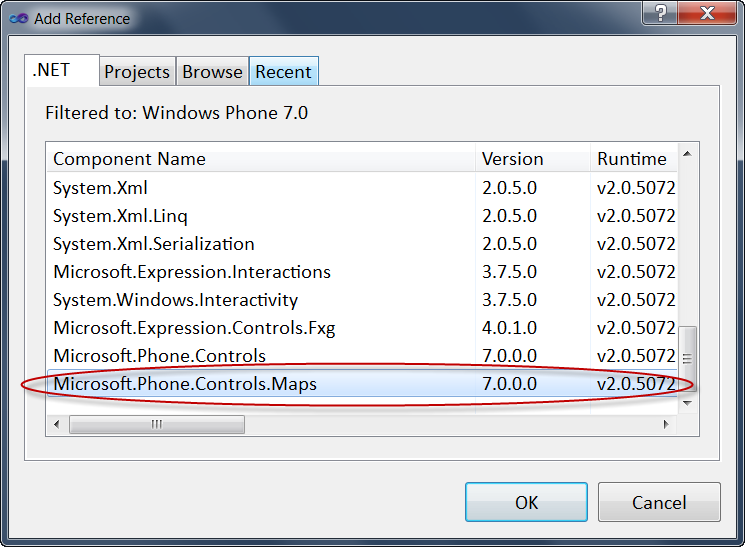 Add Reference
.NET Projects Browse Recent
Filtered to: Windows Phone 7.0
Component Name Version Runtime
System.Xml 2.0.5.0 v2.0.5072
System.Xml.Linq 2.0.5.0 v2.0.5072
System.Xml.Serialization 2.0.5.0 v2.0.5072
Microsoft.Expression.Interactions 3.7.5.0 v2.0.5072
System.Windows.Interactivity 3.7.5.0 v2.0.5072
Microsoft.Expression.Controls.Fxg 4.0.1.0 v2.0.5072
Microsoft.Phone.Controls 7.0.0.0 v2.0.5072
Microsoft.Phone.Controls.Maps 7.0.0.0 v2.0.5072
OK Cancel